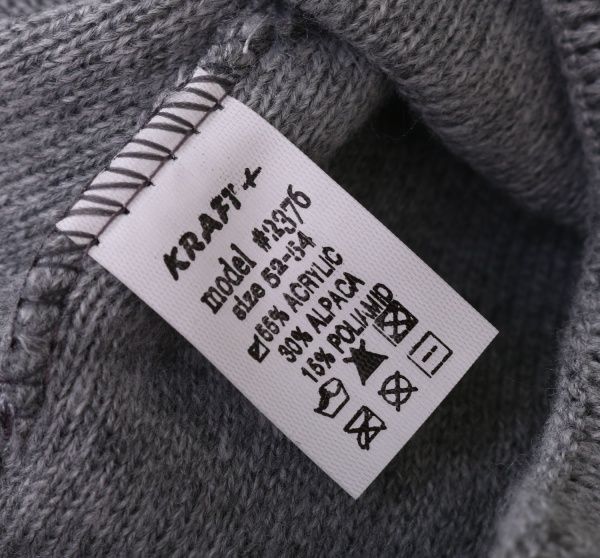 KRAFT+
model #2376
size 52-54
55% ACRYLIC
30% ALPACA
15% POLIAMID